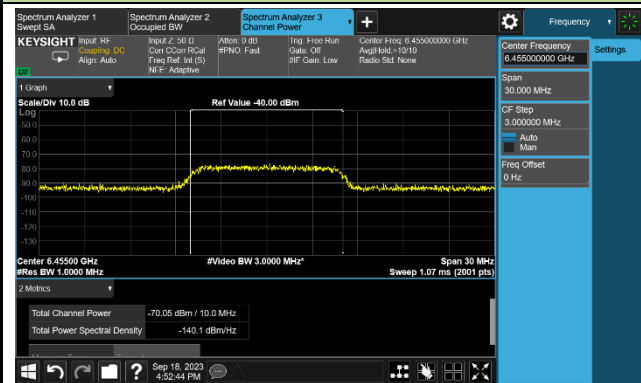 Spectrum Analyzer 1
Swept SA
Spectrum Analyzer 2
Occupied BW
Spectrum Analyzer 3
Channel Power
Frequency
KEYSIGHT
Input: RF
Coupling: DC
Align: Auto
Input Z: 50 Ω
Corr CCorr RCal
Freq Ref: Int (S)
NFE: Adaptive
Atten: 0 dB
#PNO: Fast
Trig: Free Run
Gate: Off
#IF Gain: Low
Center Freq: 6.455000000 GHz
Avg|Hold:>10/10
Radio Std: None
Center Frequency
6.455000000 GHz
Settings
Span
30.000 MHz
CF Step
3.000000 MHz
Auto
Man
Freq Offset
0 Hz
1 Graph
Scale/Div 10.0 dB
Ref Value -40.00 dBm
Log
-50.0
-60.0
-70.0
-80.0
-90.0
-100
-110
-120
-130
Center 6.45500 GHz
#Video BW 3.0000 MHz*
Span 30 MHz
#Res BW 1.0000 MHz
Sweep 1.07 ms (2001 pts)
2 Metrics
Total Channel Power
-70.05 dBm / 10.0 MHz
Total Power Spectral Density
-140.1 dBm/Hz
Sep 18, 2023
4:52:44 PM